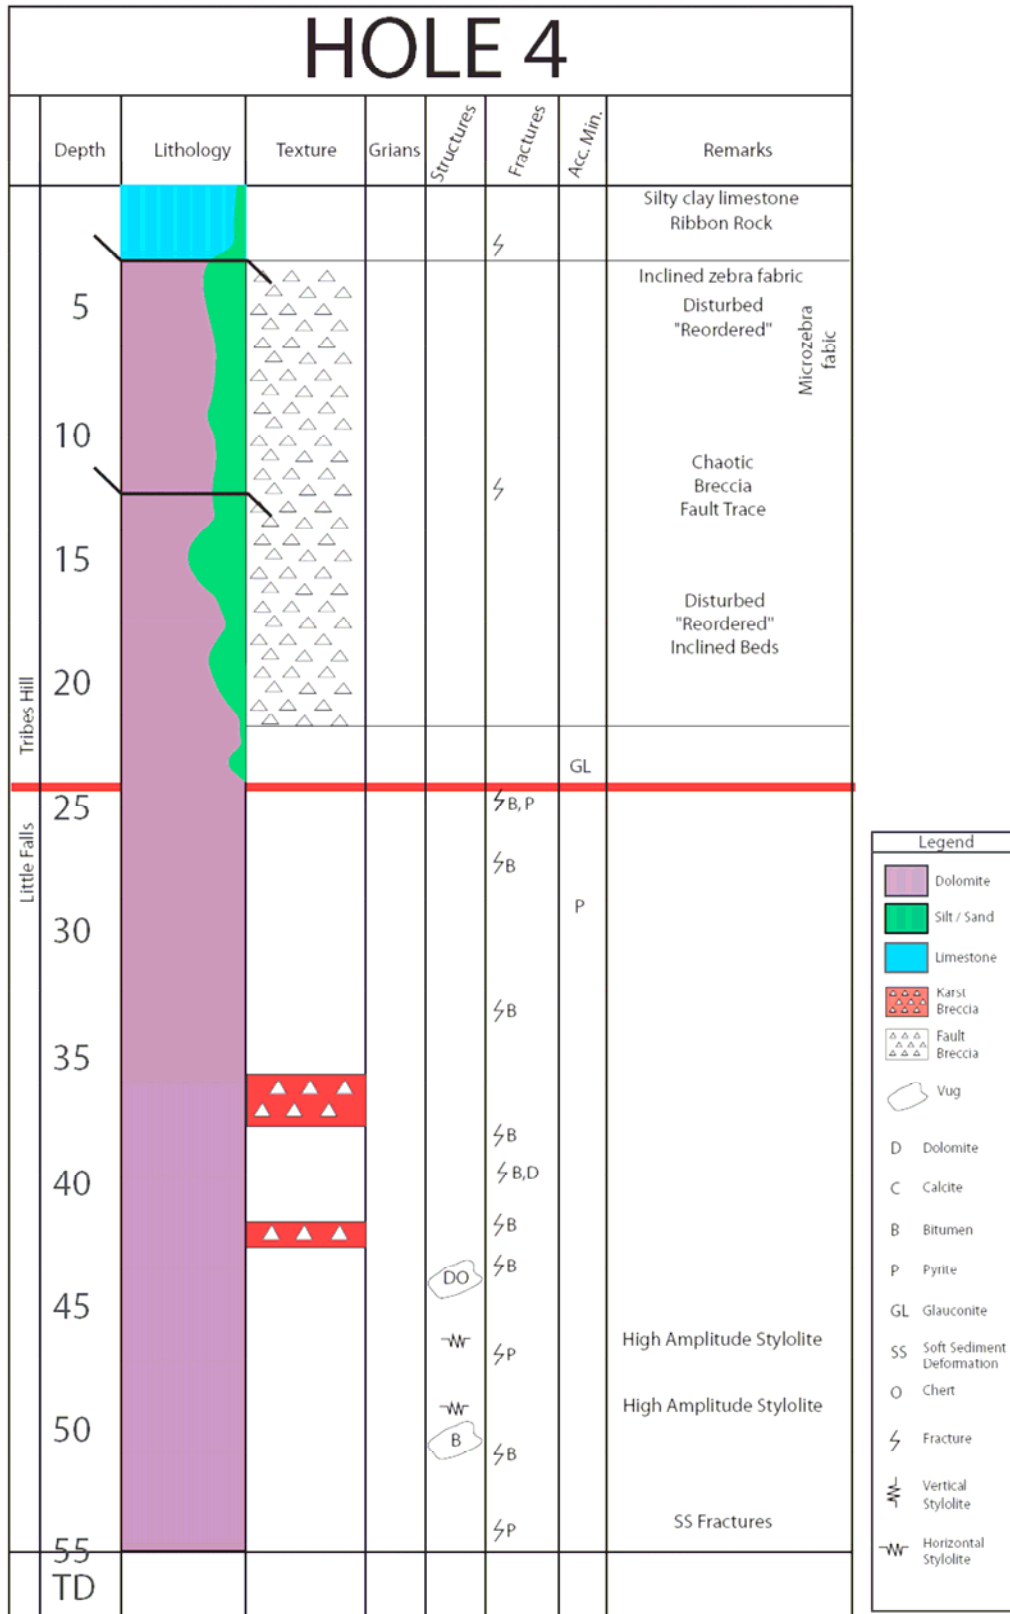 HOLE 4
Depth
Lithology
Texture
Grians
Structures
Fractures
Acc. Min.
Remarks
Silty clay limestone
Ribbon Rock
Inclined zebra fabric
5
Disturbed
"Reordered"
Microzebra
fabic
10
Chaotic
Breccia
Fault Trace
15
Disturbed
"Reordered"
Inclined Beds
20
Tribes Hill
GL
25
B, P
Little Falls
B
P
30
B
35
B
40
B,D
B
B
DO
45
High Amplitude Stylolite
P
High Amplitude Stylolite
50
B
B
SS Fractures
P
55
TD
Legend
Dolomite
Silt / Sand
Limestone
Karst
Breccia
Fault
Breccia
Vug
D Dolomite
C Calcite
B Bitumen
P Pyrite
GL Glauconite
SS Soft Sediment
Deformation
O Chert
Fracture
Vertical
Stylolite
Horizontal
Stylolite